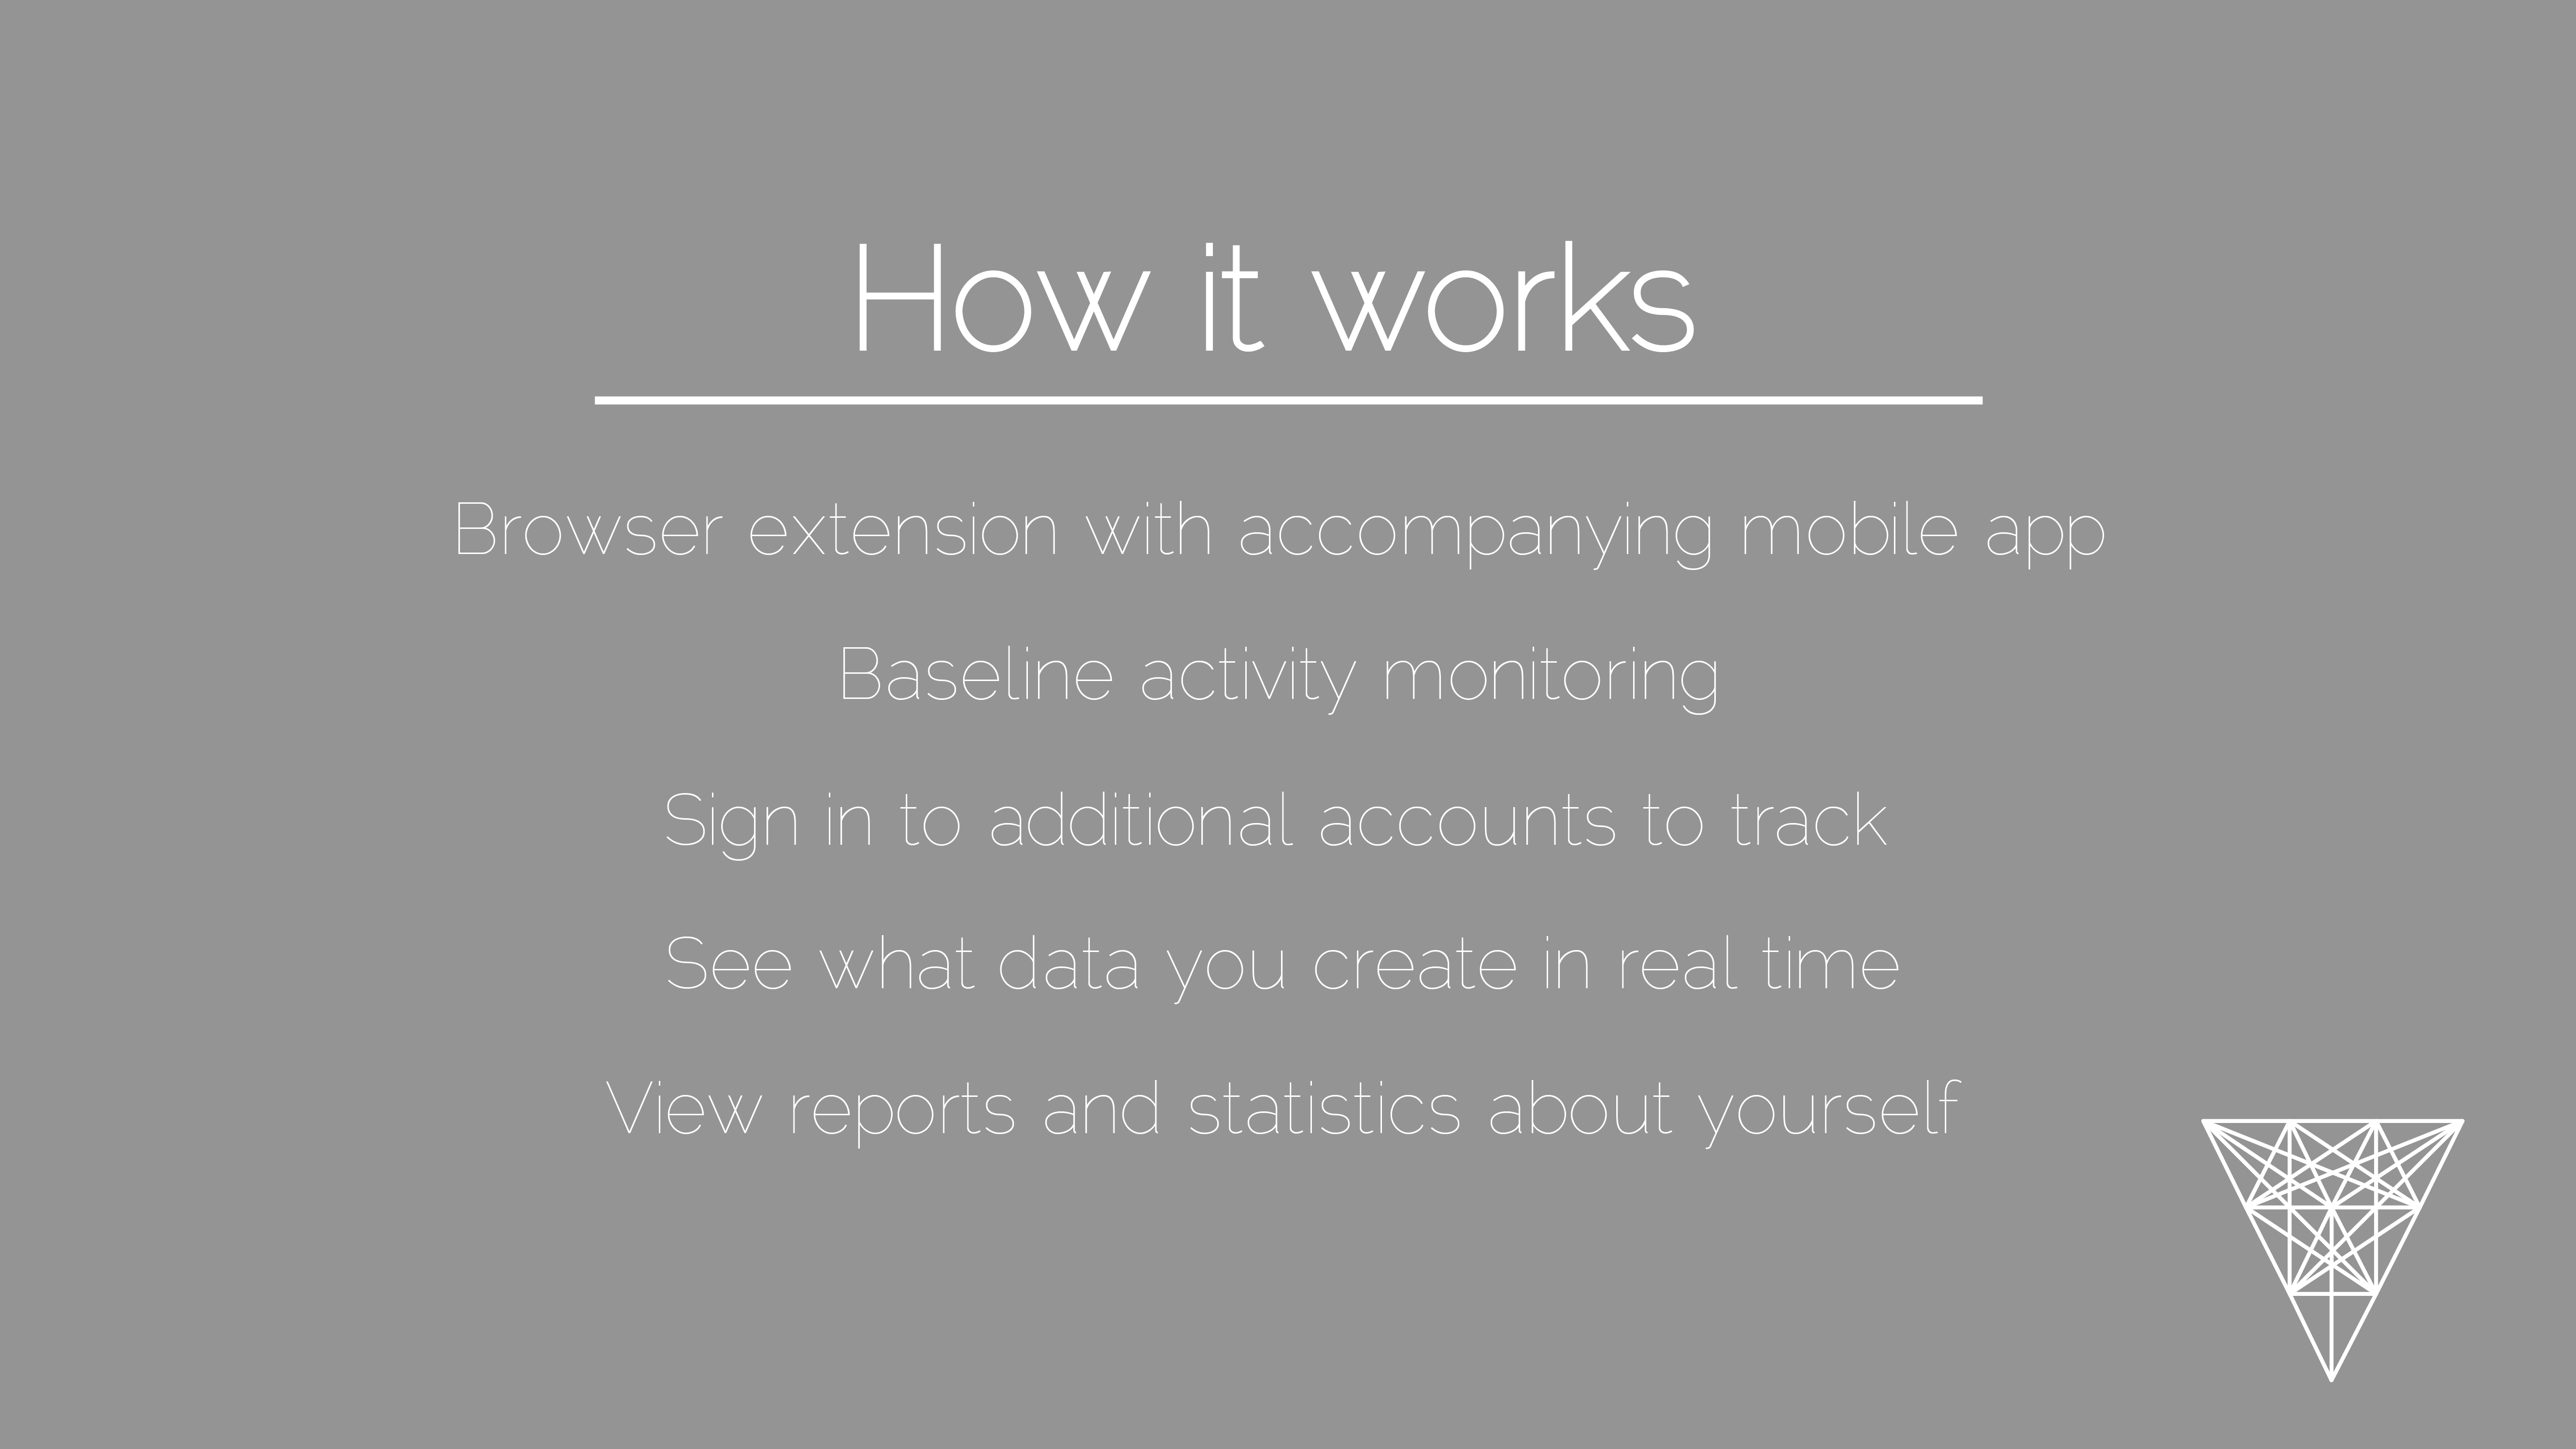 How it works
Browser extension with accompanying mobile app
Baseline activity monitoring
Sign in to additional accounts to track
See what data you create in real time
View reports and statistics about yourself